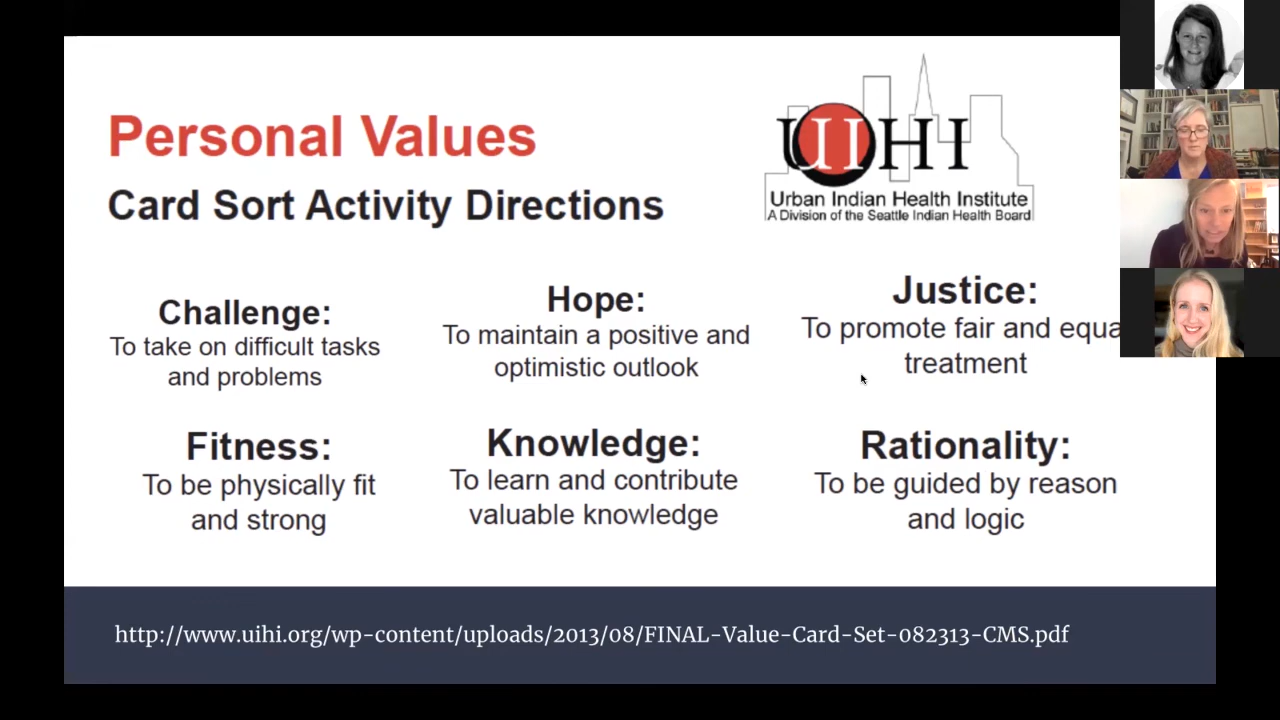 Personal Values
Card Sort Activity Directions
UIHI
Urban Indian Health Institute
A Division of the Seattle Indian Health Board
Challenge:
To take on difficult tasks
and problems
Hope:
To maintain a positive and
optimistic outlook
Justice:
To promote fair and equa
treatment
Fitness:
To be physically fit
and strong
Knowledge:
To learn and contribute
valuable knowledge
Rationality:
To be guided by reason
and logic
http://www.uihi.org/wp-content/uploads/2013/08/FINAL-Value-Card-Set-082313-CMS.pdf